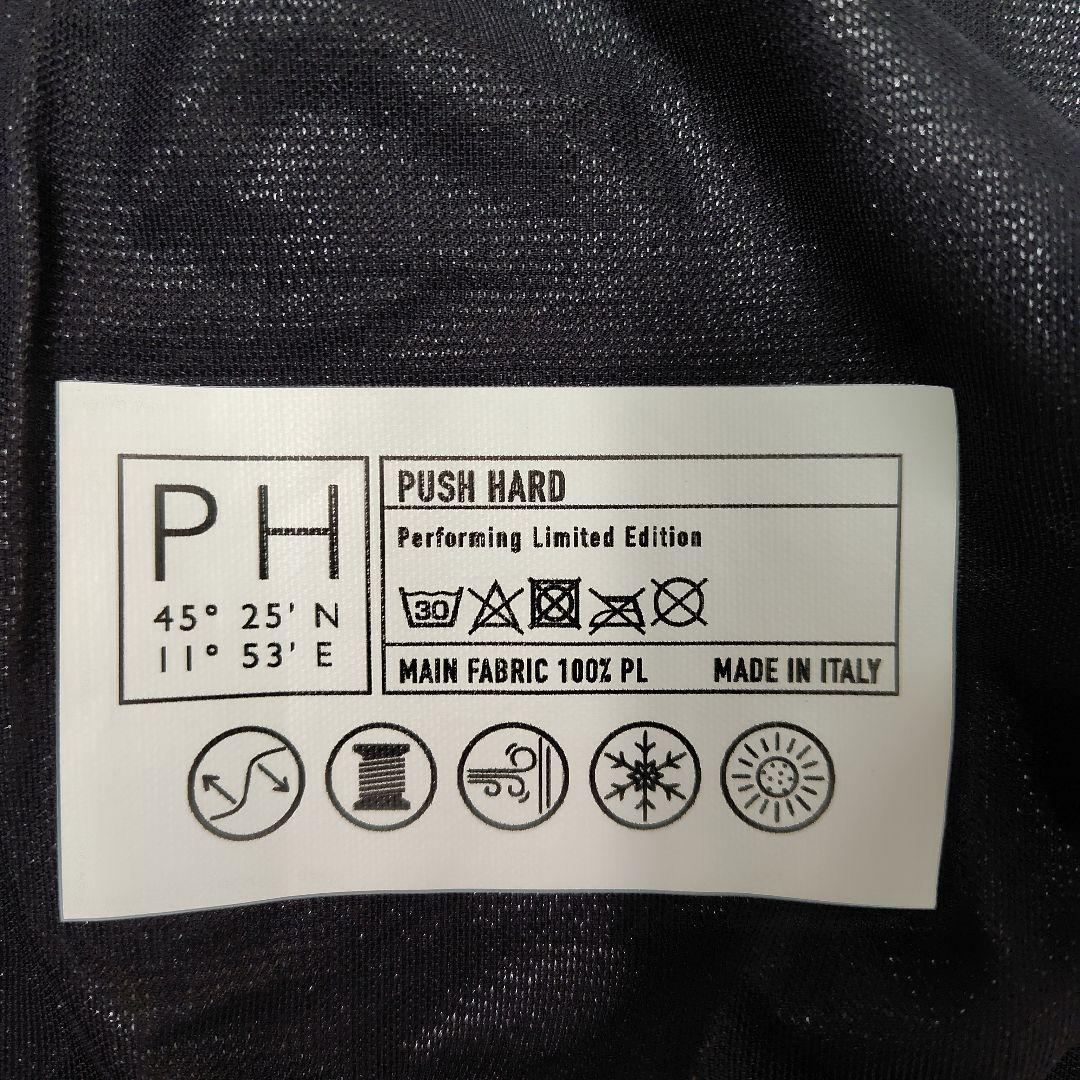 PH
45° 25' N
11° 53' E
PUSH HARD
Performing Limited Edition
30
MAIN FABRIC 100% PL
MADE IN ITALY